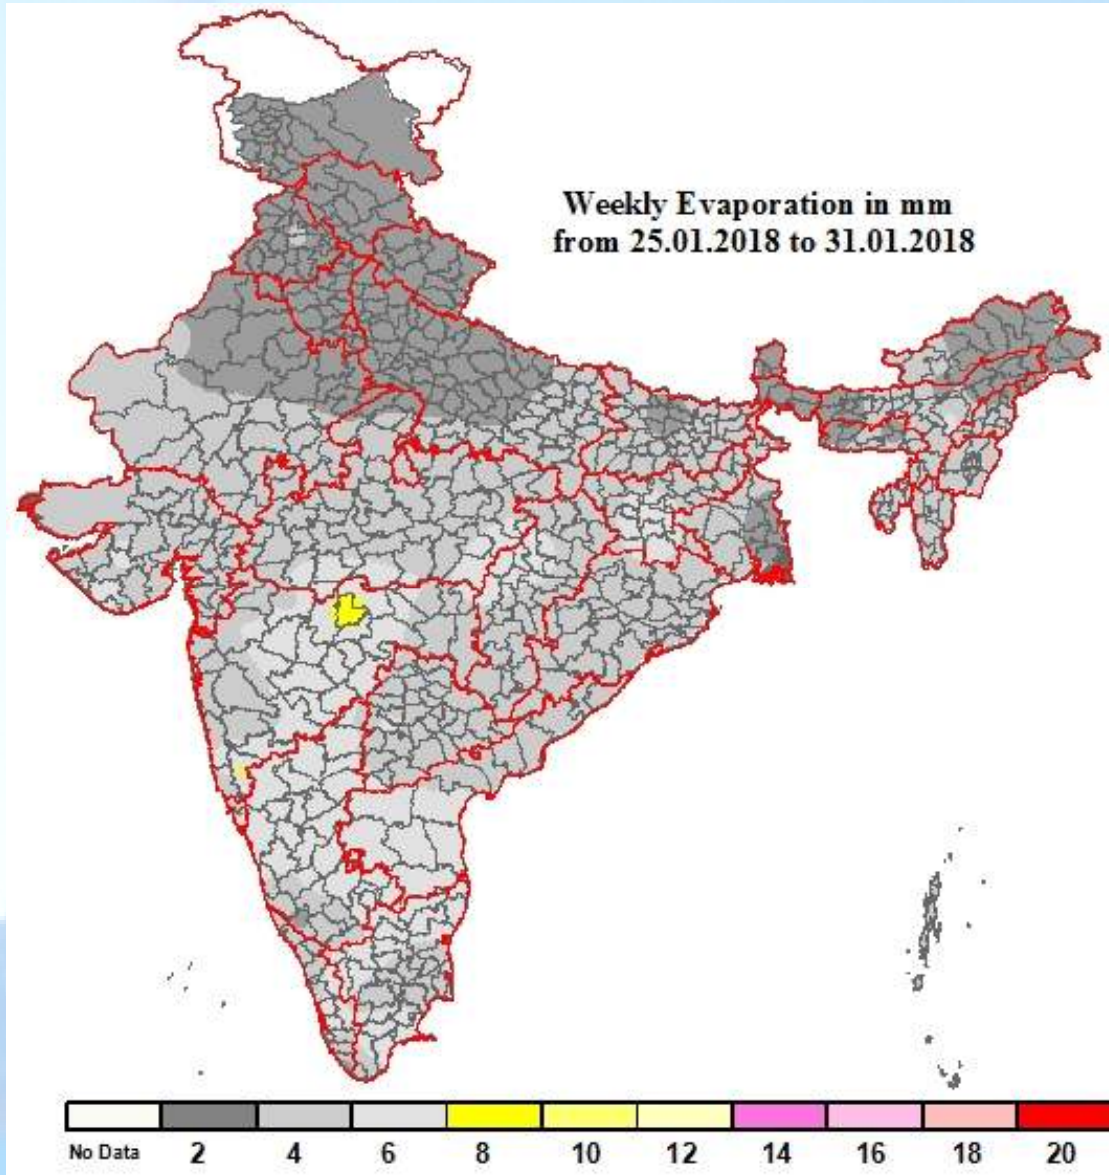 Weekly Evaporation in mm
from 25.01.2018 to 31.01.2018
No Data 2 4 6 8 10 12 14 16 18 20